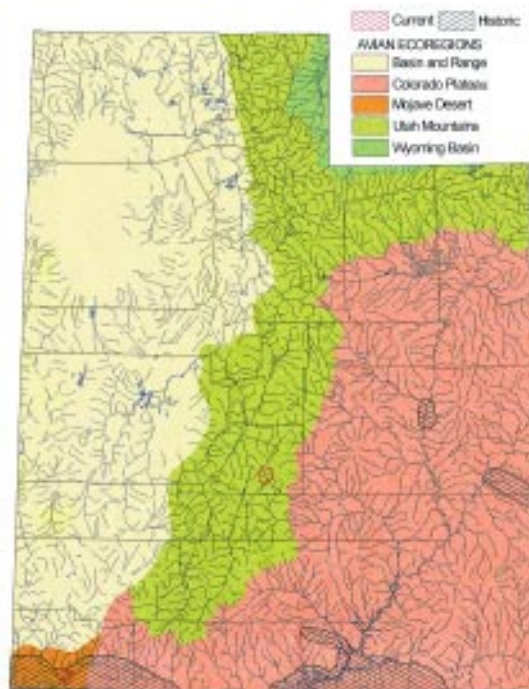 Current Historic
AVIAN ECOREGIONS
Basin and Range
Colorado Plateau
Mojave Desert
Utah Mountains
Wyoming Basin